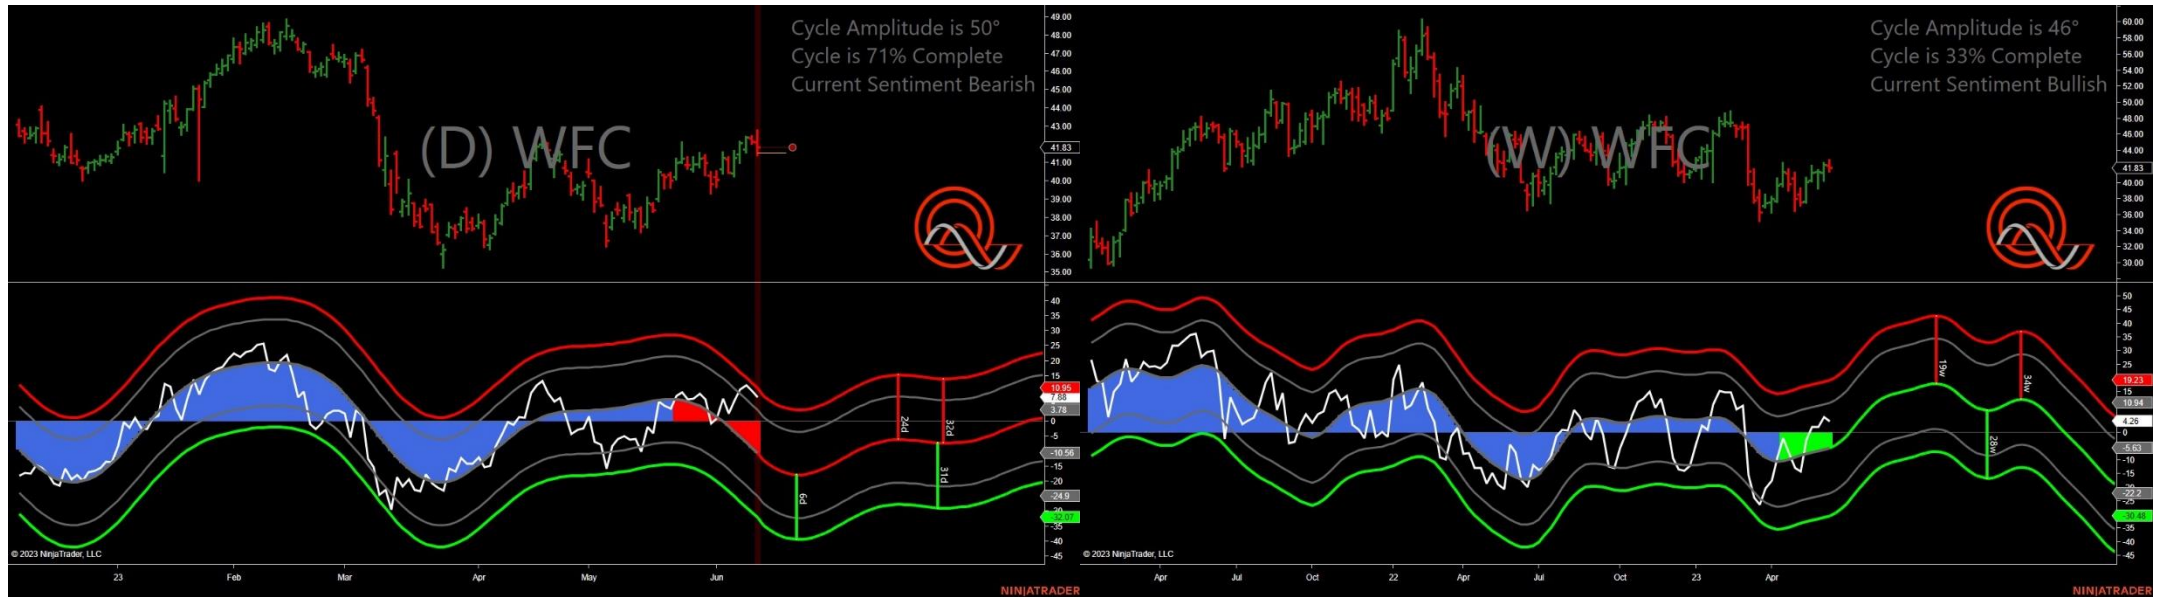 Cycle Amplitude is 50°
Cycle is 71% Complete
Current Sentiment Bearish
(D) WFC
49.00
48.00
47.00
46.00
45.00
44.00
43.00
41.83
41.00
40.00
39.00
38.00
37.00
36.00
35.00
40
35
30
25
20
15
10.95
7.88
3.78
0
-5
-10.56
-15
-20
-24.9
-32.07
-35
-40
-45
24d
32d
31d
6d
© 2023 NinjaTrader, LLC
23
Feb
Mar
Apr
May
Jun
NINJATRADER
Cycle Amplitude is 46°
Cycle is 33% Complete
Current Sentiment Bullish
(W) WFC
60.00
58.00
56.00
54.00
52.00
50.00
48.00
46.00
44.00
41.83
40.00
38.00
36.00
34.00
32.00
30.00
50
45
40
35
30
25
19.23
10.94
4.26
0
-5.63
-10
-15
-22.2
-25
-30.48
-35
-40
-45
19w
34w
28w
© 2023 NinjaTrader, LLC
Apr
Jul
Oct
22
Apr
Jul
Oct
23
Apr
NINJATRADER